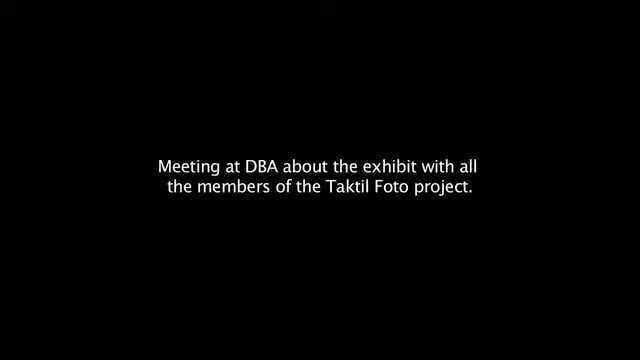 Meeting at DBA about the exhibit with all
the members of the Taktil Foto project.